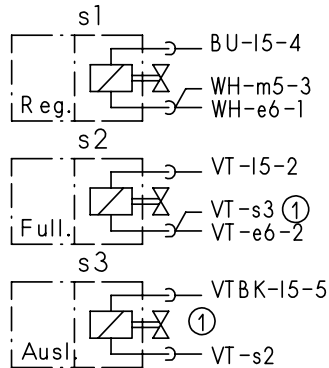 s1
BU-15-4
WH-m5-3
Reg. WH-e6-1
s2
VT-15-2
VT-s3 ①
Full. VT-e6-2
s3
VTBK-15-5
①
Ausl. VT-s2